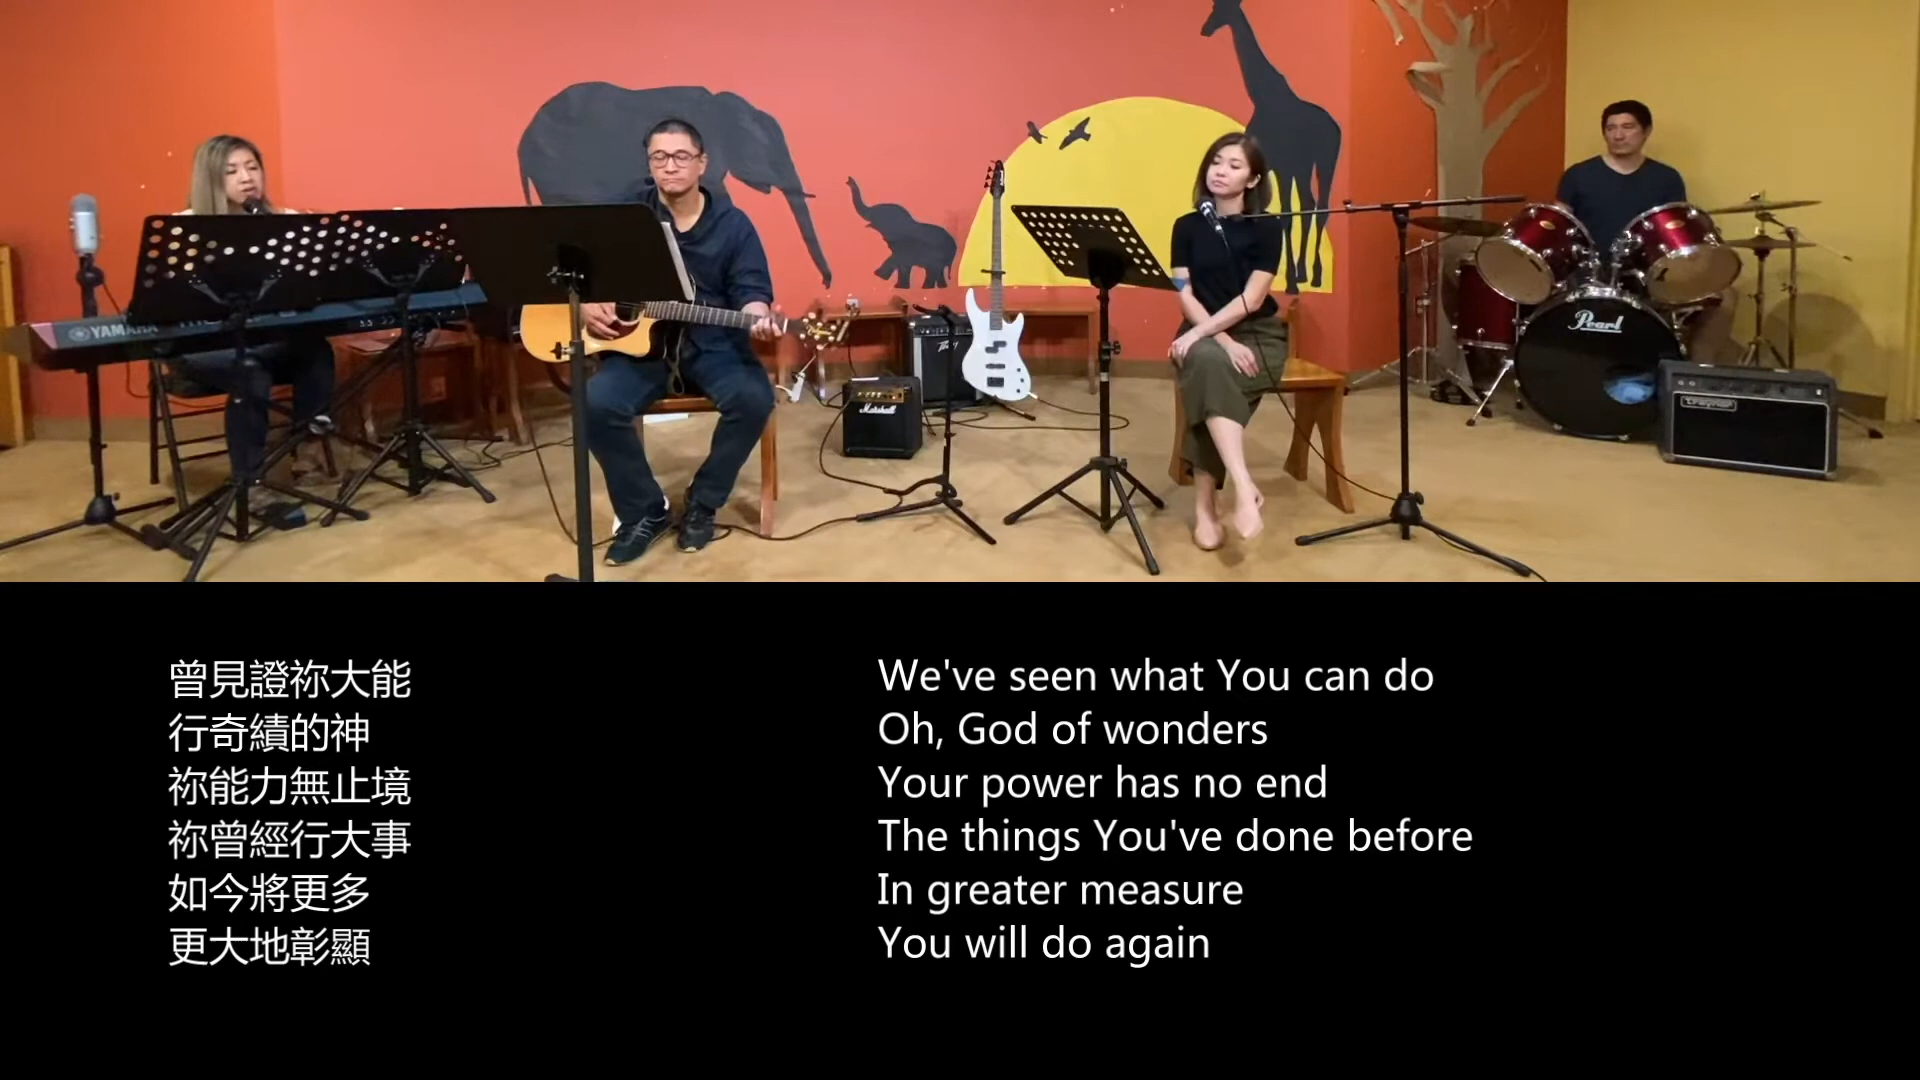 YAMAHA
Marshall
Pearl
Traynor
曾見證祢大能
行奇績的神
祢能力無止境
祢曾經行大事
如今將更多
更大地彰顯
We've seen what You can do
Oh, God of wonders
Your power has no end
The things You've done before
In greater measure
You will do again